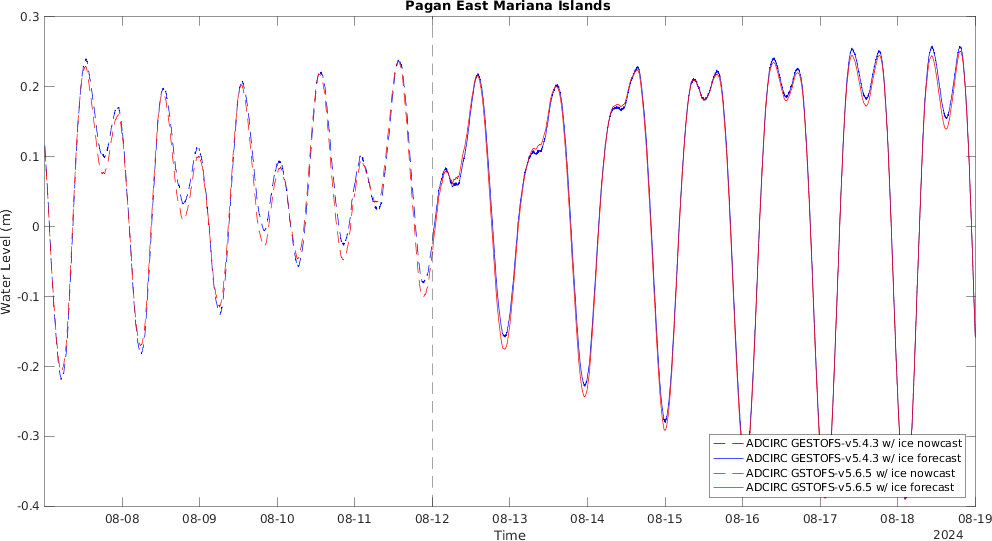 Pagan East Mariana Islands
Water Level (m)
0.3
0.2
0.1
0
-0.1
-0.2
-0.3
-0.4
ADCIRC GESTOFS-v5.4.3 w/ ice nowcast
ADCIRC GESTOFS-v5.4.3 w/ ice forecast
ADCIRC GSTOFS-v5.6.5 w/ ice nowcast
ADCIRC GSTOFS-v5.6.5 w/ ice forecast
08-08 08-09 08-10 08-11 08-12 08-13 08-14 08-15 08-16 08-17 08-18 08-19
Time
2024